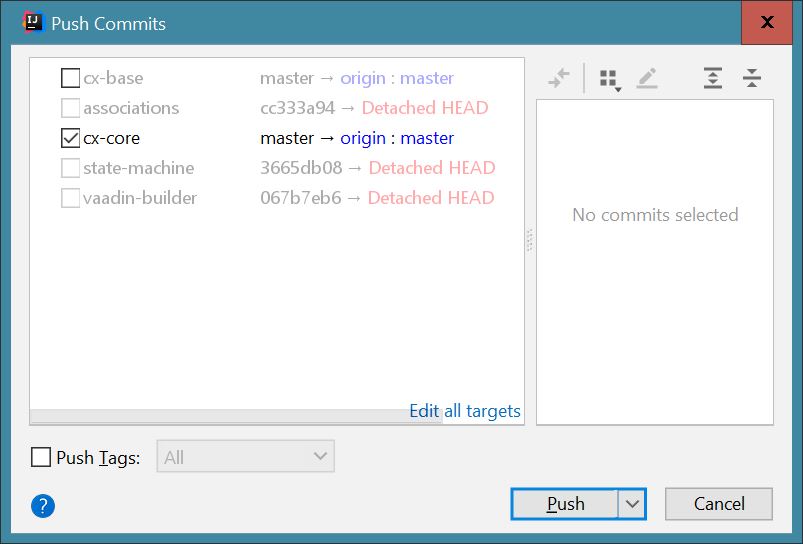 IJ Push Commits X
cx-base master → origin : master
associations cc333a94 → Detached HEAD
cx-core master → origin : master
state-machine 3665db08 → Detached HEAD
vaadin-builder 067b7eb6 → Detached HEAD
No commits selected
Edit all targets
Push Tags: All
? Push Cancel